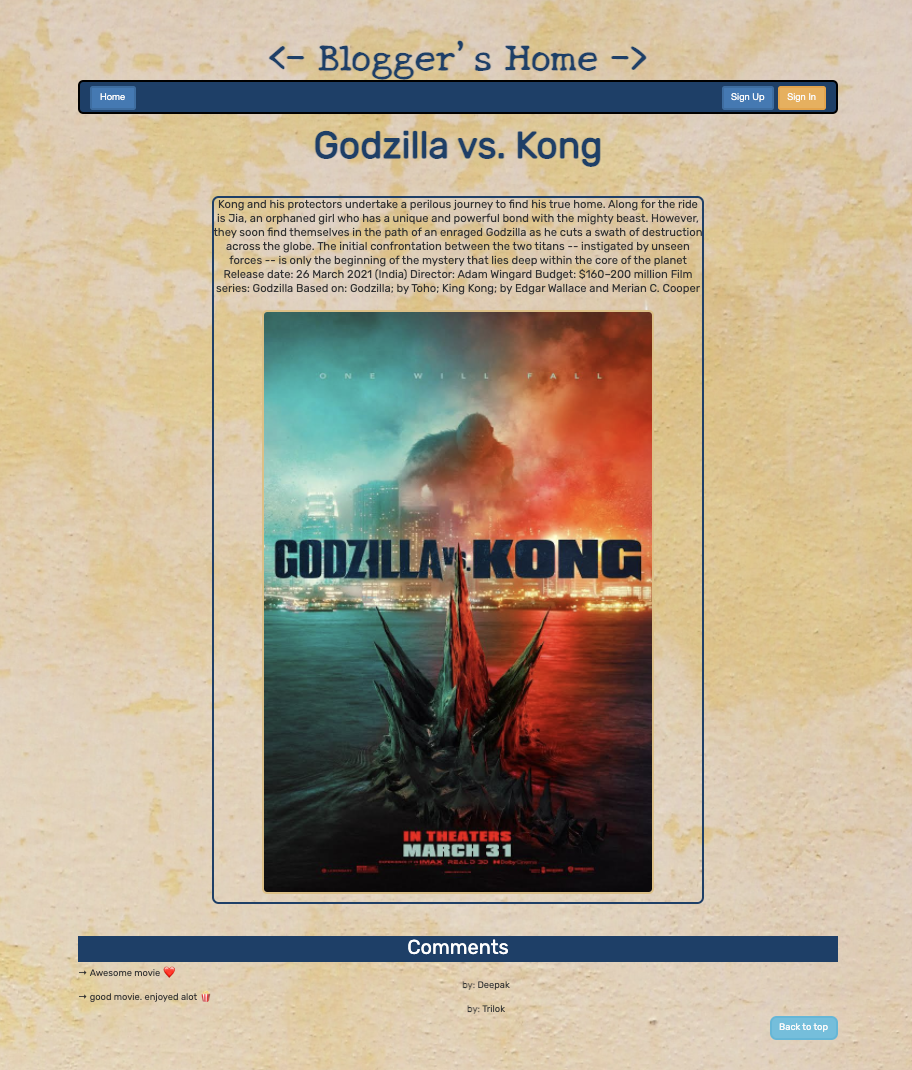 <- Blogger's Home ->
Home
Sign Up
Sign In
Godzilla vs. Kong
Kong and his protectors undertake a perilous journey to find his true home. Along for the ride
is Jia, an orphaned girl who has a unique and powerful bond with the mighty beast. However,
they soon find themselves in the path of an enraged Godzilla as he cuts a swath of destruction
across the globe. The initial confrontation between the two titans -- instigated by unseen
forces -- is only the beginning of the mystery that lies deep within the core of the planet
Release date: 26 March 2021 (India) Director: Adam Wingard Budget: $160–200 million Film
series: Godzilla Based on: Godzilla; by Toho; King Kong; by Edgar Wallace and Merian C. Cooper
ONE WILL FALL
GODZILLA VS. KONG
IN THEATERS
MARCH 31
IMAX REAL D 3D Dolby Cinema
Comments
→ Awesome movie ❤️
by: Deepak
→ good movie. enjoyed alot 🍿
by: Trilok
Back to top